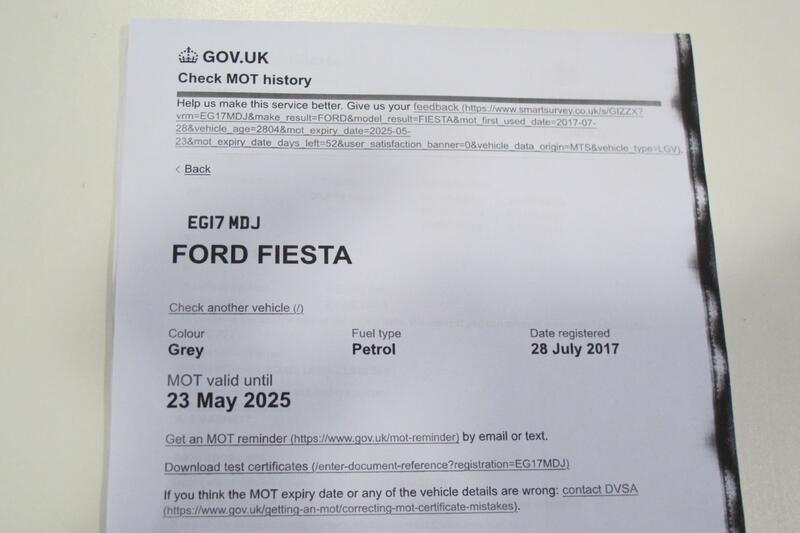 GOV.UK
Check MOT history
Help us make this service better. Give us your feedback (https://www.smartsurvey.co.uk/s/GIZZX?
vrm=EG17MDJ&make_result=FORD&model_result=FIESTA&mot_first_used_date=2017-07-
28&vehicle_age=2804&mot_expiry_date=2025-05-
23&mot_expiry_date_days_left=52&user_satisfaction_banner=0&vehicle_data_origin=MTS&vehicle_type=LGV).
< Back
EG17 MDJ
FORD FIESTA
Check another vehicle (/)
Colour Fuel type Date registered
Grey Petrol 28 July 2017
MOT valid until
23 May 2025
Get an MOT reminder (https://www.gov.uk/mot-reminder) by email or text.
Download test certificates (/enter-document-reference?registration=EG17MDJ)
If you think the MOT expiry date or any of the vehicle details are wrong: contact DVSA
(https://www.gov.uk/getting-an-mot/correcting-mot-certificate-mistakes).